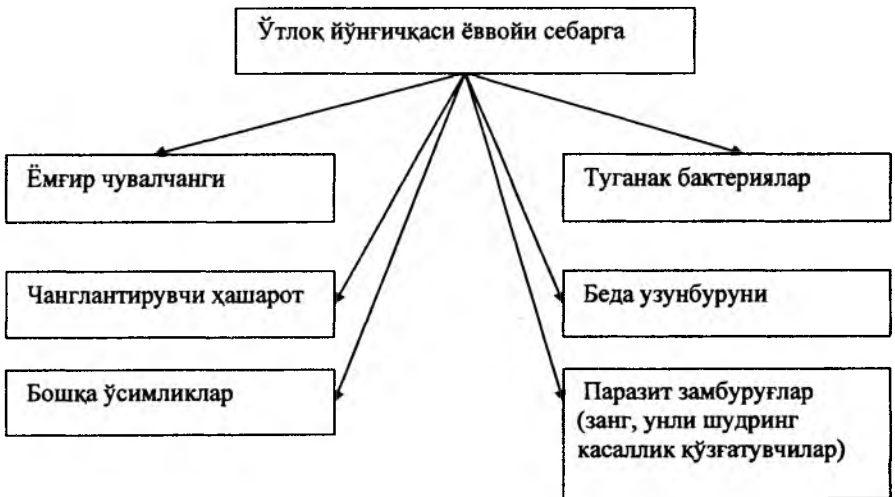 Ўтлоқ йўнғичқаси ёввойи себарга
Ёмғир чувалчанги
Туганак бактериялар
Чанглантирувчи ҳашарот
Беда узунбуруни
Бошқа ўсимликлар
Паразит замбуруғлар
(занг, унли шудринг
касаллик қўзғатувчилар)